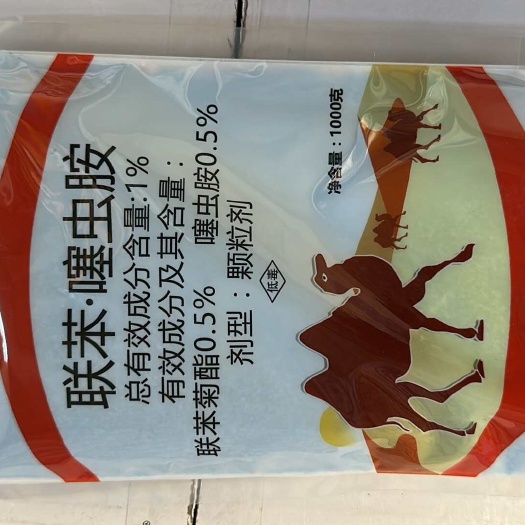 联苯·噻虫胺
总有效成分含量:1%
有效成分及其含量：
联苯菊酯0.5% 噻虫胺0.5%
剂型：颗粒剂
低毒
净含量：1000克
®